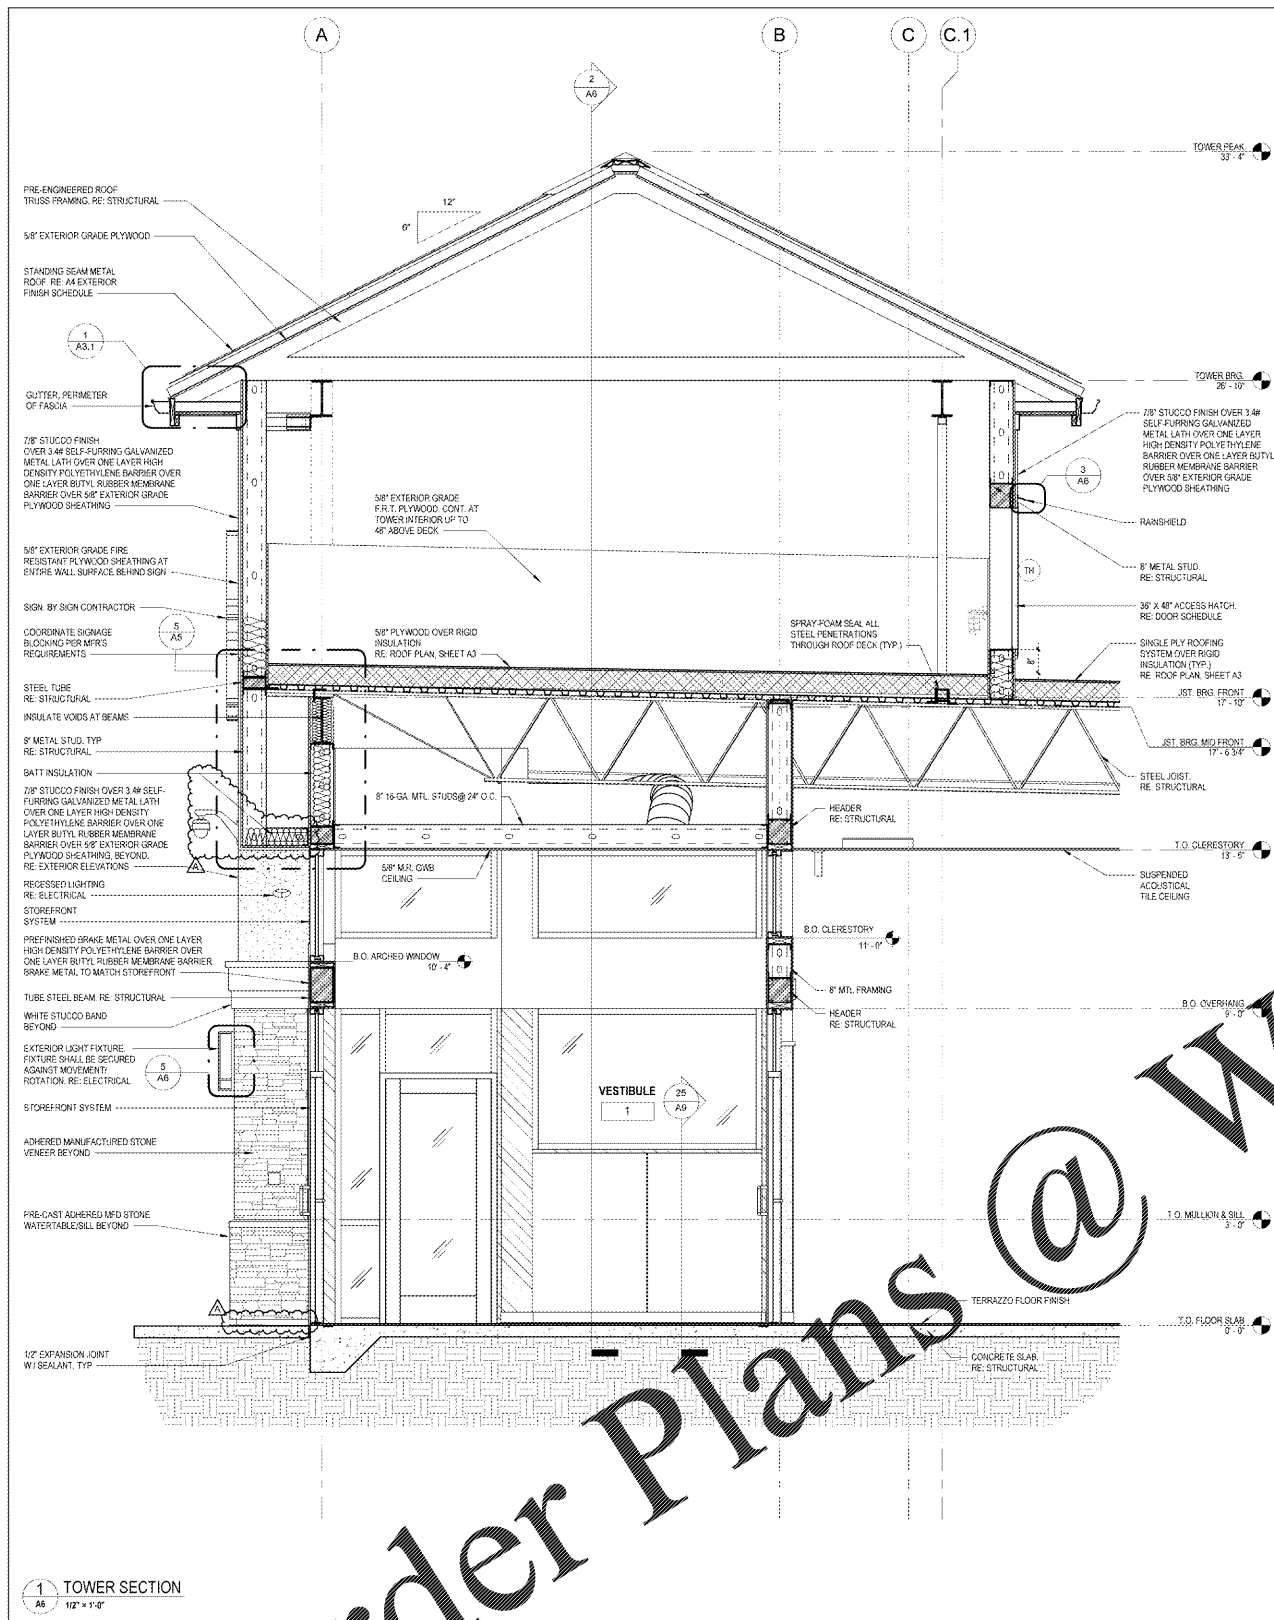 A
B
C
C.1
2
A6
TOWER PEAK
33' - 4"
PRE-ENGINEERED ROOF
TRUSS FRAMING. RE: STRUCTURAL
12"
6"
5/8" EXTERIOR GRADE PLYWOOD
STANDING SEAM METAL
ROOF. RE: A4 EXTERIOR
FINISH SCHEDULE
1
A3.1
TOWER BRG.
26' - 10"
GUTTER, PERIMETER
OF FASCIA
7/8" STUCCO FINISH
OVER 3.4# SELF-FURRING GALVANIZED
METAL LATH OVER ONE LAYER HIGH
DENSITY POLYETHYLENE BARRIER OVER
ONE LAYER BUTYL RUBBER MEMBRANE
BARRIER OVER 5/8" EXTERIOR GRADE
PLYWOOD SHEATHING
7/8" STUCCO FINISH OVER 3.4#
SELF-FURRING GALVANIZED
METAL LATH OVER ONE LAYER
HIGH DENSITY POLYETHYLENE
BARRIER OVER ONE LAYER BUTYL
RUBBER MEMBRANE BARRIER
OVER 5/8" EXTERIOR GRADE
PLYWOOD SHEATHING
3
A6
RAINSHIELD
5/8" EXTERIOR GRADE
F.R.T. PLYWOOD, CONT. AT
TOWER INTERIOR UP TO
48" ABOVE DECK
5/8" EXTERIOR GRADE FIRE
RESISTANT PLYWOOD SHEATHING AT
ENTIRE WALL SURFACE BEHIND SIGN
8" METAL STUD.
RE: STRUCTURAL
TH
SIGN. BY SIGN CONTRACTOR
36" X 48" ACCESS HATCH.
RE: DOOR SCHEDULE
COORDINATE SIGNAGE
BLOCKING PER MFR'S
REQUIREMENTS
5
A5
5/8" PLYWOOD OVER RIGID
INSULATION
RE: ROOF PLAN, SHEET A3
SPRAY-FOAM SEAL ALL
STEEL PENETRATIONS
THROUGH ROOF DECK (TYP.)
8"
SINGLE PLY ROOFING
SYSTEM OVER RIGID
INSULATION (TYP.)
RE: ROOF PLAN, SHEET A3
STEEL TUBE
RE: STRUCTURAL
JST. BRG. FRONT
17' - 10"
INSULATE VOIDS AT BEAMS
8" METAL STUD, TYP
RE: STRUCTURAL
JST. BRG. MID FRONT
17' - 6 3/4"
BATT INSULATION
STEEL JOIST.
RE: STRUCTURAL
7/8" STUCCO FINISH OVER 3.4# SELF-
FURRING GALVANIZED METAL LATH
OVER ONE LAYER HIGH DENSITY
POLYETHYLENE BARRIER OVER ONE
LAYER BUTYL RUBBER MEMBRANE
BARRIER OVER 5/8" EXTERIOR GRADE
PLYWOOD SHEATHING, BEYOND.
RE: EXTERIOR ELEVATIONS
8" 16-GA. MTL. STUDS@ 24" O.C.
HEADER
RE: STRUCTURAL
T.O. CLERESTORY
13' - 6"
A
5/8" M.R. GWB
CEILING
SUSPENDED
ACOUSTICAL
TILE CEILING
RECESSED LIGHTING
RE: ELECTRICAL
STOREFRONT
SYSTEM
B.O. CLERESTORY
11' - 0"
PREFINISHED BRAKE METAL OVER ONE LAYER
HIGH DENSITY POLYETHYLENE BARRIER OVER
ONE LAYER BUTYL RUBBER MEMBRANE BARRIER.
BRAKE METAL TO MATCH STOREFRONT
B.O. ARCHED WINDOW
10' - 4"
8" MTL. FRAMING
TUBE STEEL BEAM. RE: STRUCTURAL
WHITE STUCCO BAND
BEYOND
HEADER
RE: STRUCTURAL
B.O. OVERHANG
9' - 0"
EXTERIOR LIGHT FIXTURE.
FIXTURE SHALL BE SECURED
AGAINST MOVEMENT/
ROTATION. RE: ELECTRICAL
5
A6
VESTIBULE
1
25
A9
STOREFRONT SYSTEM
ADHERED MANUFACTURED STONE
VENEER BEYOND
PRE-CAST ADHERED MFD STONE
WATERTABLE/SILL BEYOND
T.O. MULLION & SILL
3' - 0"
A
TERRAZZO FLOOR FINISH
T.O. FLOOR SLAB
0' - 0"
1/2" EXPANSION JOINT
W/ SEALANT, TYP
CONCRETE SLAB.
RE: STRUCTURAL
rder Plans @ W
1
A6
TOWER SECTION
1/2" = 1'-0"